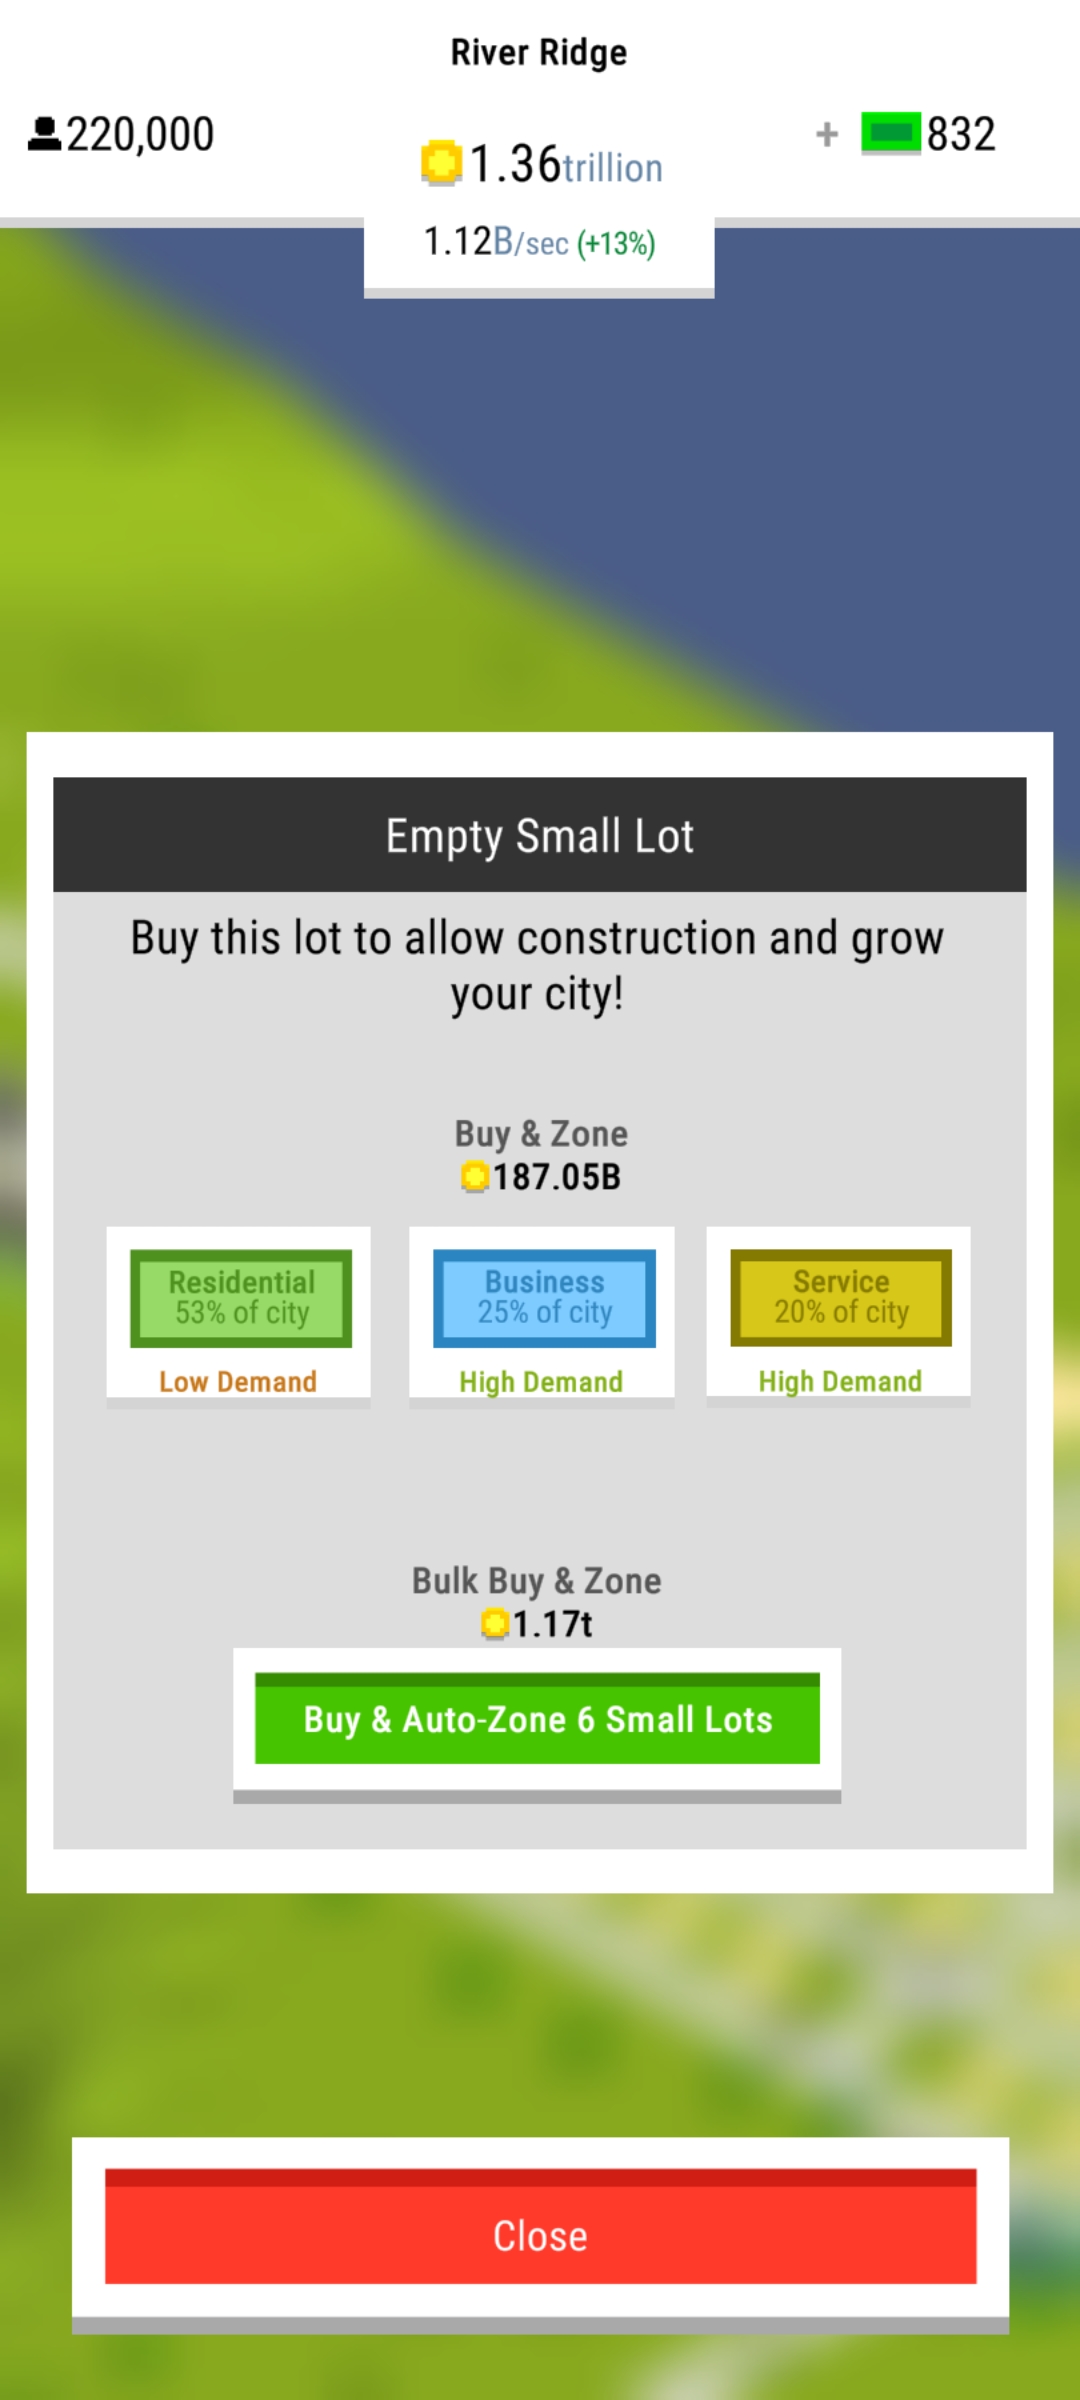 River Ridge
220,000
1.36trillion
+ 832
1.12B/sec (+13%)
Empty Small Lot
Buy this lot to allow construction and grow
your city!
Buy & Zone
187.05B
Residential
53% of city
Low Demand
Business
25% of city
High Demand
Service
20% of city
High Demand
Bulk Buy & Zone
1.17t
Buy & Auto-Zone 6 Small Lots
Close